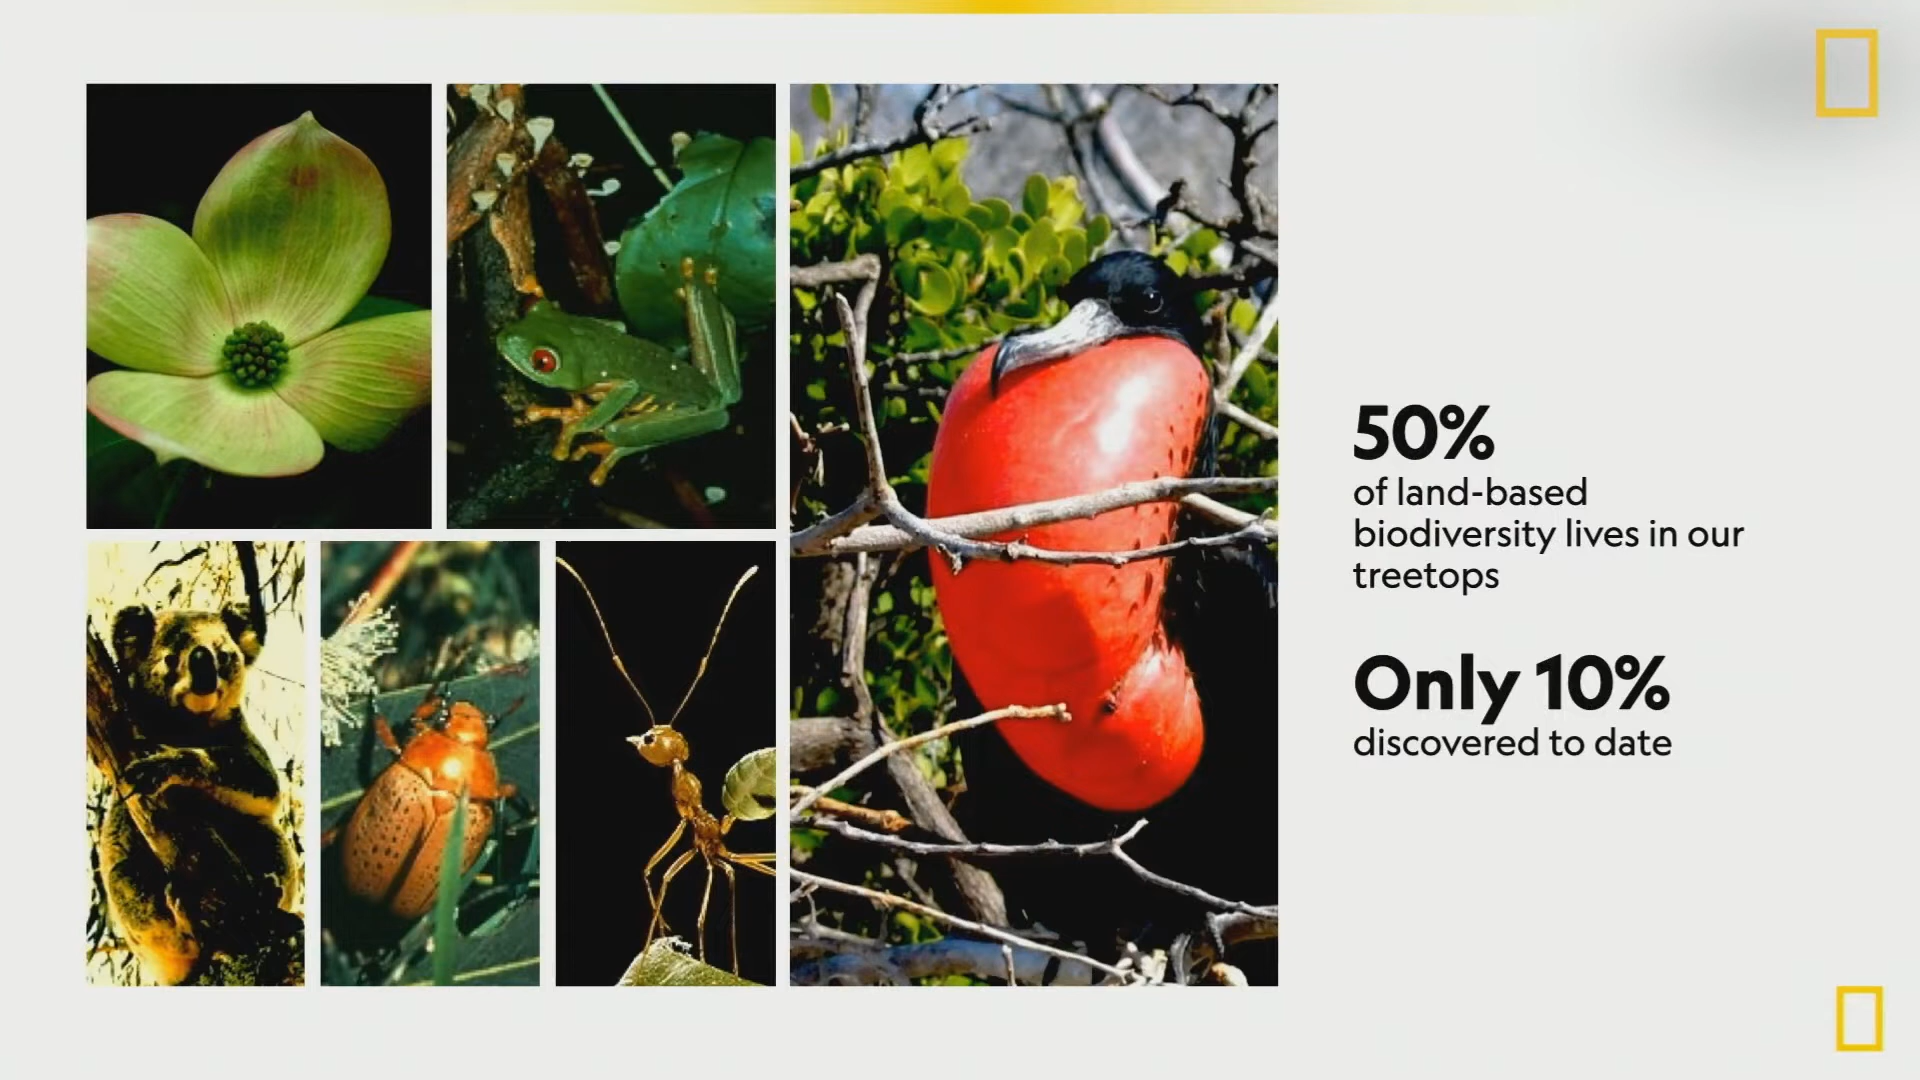 50%
of land-based
biodiversity lives in our
treetops
Only 10%
discovered to date